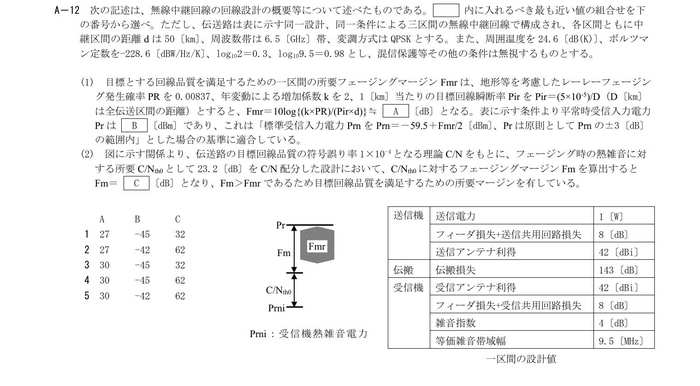 A－12　次の記述は、無線中継回線の回線設計の概要等について述べたものである。□内に入れるべき最も近い値の組合せを下
の番号から選べ。ただし、伝送路は表に示す同一設計、同一条件による三区間の無線中継回線で構成され、各区間ともに中
継区間の距離 d は 50〔km〕、周波数帯は 6.5〔GHz〕帯、変調方式は QPSK とする。また、周囲温度を 24.6〔dB(K)〕、ボルツマ
ン定数を-228.6〔dBW/Hz/K〕、log₁₀2＝0.3、log₁₀9.5＝0.98 とし、混信保護等その他の条件は無視するものとする。
(1)　目標とする回線品質を満足するための一区間の所要フェージングマージン Fmr は、地形等を考慮したレーレーフェージン
グ発生確率 PR を 0.00837、年変動による増加係数 k を 2、1〔km〕当たりの目標回線瞬断率 Pir を Pir＝(5×10⁻⁵)/D（D〔km〕
は全伝送区間の距離）とすると、Fmr＝10log{(k×PR)/(Pir×d)}≒ A 〔dB〕となる。表に示す条件より平常時受信入力電力
Pr は B 〔dBm〕であり、これは「標準受信入力電力 Prn を Prn＝－59.5＋Fmr/2〔dBm〕、Pr は原則として Prn の±3〔dB〕
の範囲内」とした場合の基準に適合している。
(2)　図に示す関係より、伝送路の目標回線品質の符号誤り率 1×10⁻⁴ となる理論 C/N をもとに、フェージング時の熱雑音に対
する所要 C/Nth0 として 23.2〔dB〕を C/N 配分した設計において、C/Nth0 に対するフェージングマージン Fm を算出すると
Fm＝ C 〔dB〕となり、Fm＞Fmr であるため目標回線品質を満足するための所要マージンを有している。
A　B　C
1　27　-45　32
2　27　-42　62
3　30　-45　32
4　30　-45　62
5　30　-42　62
Pr
Fm
Fmr
C/Nth0
Prni
Prni：受信機熱雑音電力
送信機　送信電力　1〔W〕
フィーダ損失+送信共用回路損失　8〔dB〕
送信アンテナ利得　42〔dBi〕
伝搬　伝搬損失　143〔dB〕
受信機　受信アンテナ利得　42〔dBi〕
フィーダ損失+受信共用回路損失　8〔dB〕
雑音指数　4〔dB〕
等価雑音帯域幅　9.5〔MHz〕
一区間の設計値